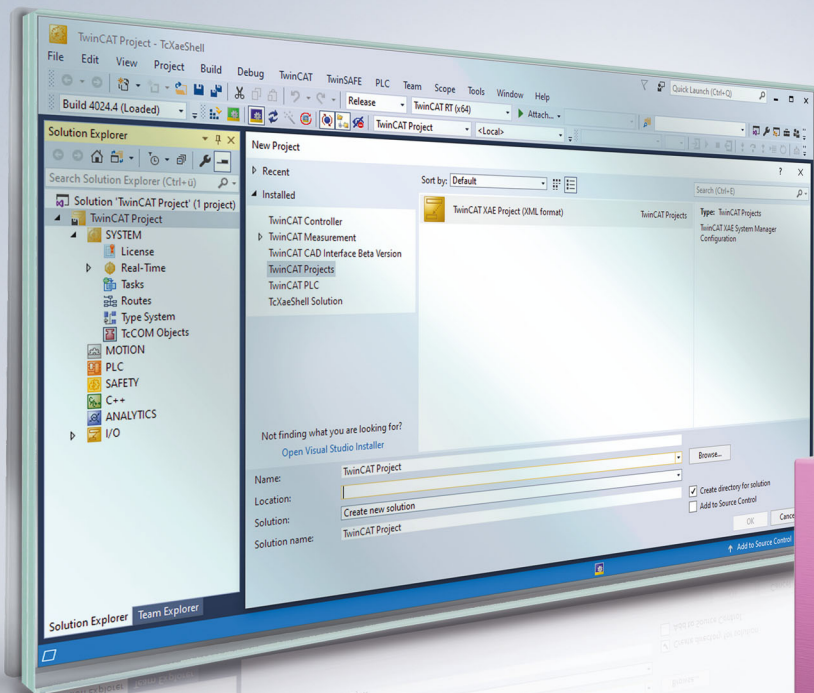 TwinCAT Project - TcXaeShell
Quick Launch (Ctrl+Q)
File Edit View Project Build Debug TwinCAT TwinSAFE PLC Team Scope Tools Window Help
Release TwinCAT RT (x64) Attach...
Build 4024.4 (Loaded) TwinCAT Project <Local>
Solution Explorer
Search Solution Explorer (Ctrl+ü)
Solution 'TwinCAT Project' (1 project)
TwinCAT Project
SYSTEM
License
Real-Time
Tasks
Routes
Type System
TcCOM Objects
MOTION
PLC
SAFETY
C++
ANALYTICS
I/O
Solution Explorer Team Explorer
New Project
? X
Recent
Installed
TwinCAT Controller
TwinCAT Measurement
TwinCAT CAD Interface Beta Version
TwinCAT Projects
TwinCAT PLC
TcXaeShell Solution
Not finding what you are looking for?
Open Visual Studio Installer
Sort by: Default
Search (Ctrl+E)
TwinCAT XAE Project (XML format) TwinCAT Projects
Type: TwinCAT Projects
TwinCAT XAE System Manager
Configuration
Name: TwinCAT Project
Location: Browse...
Solution: Create new solution
Solution name: TwinCAT Project
Create directory for solution
Add to Source Control
OK Cance
Add to Source Control